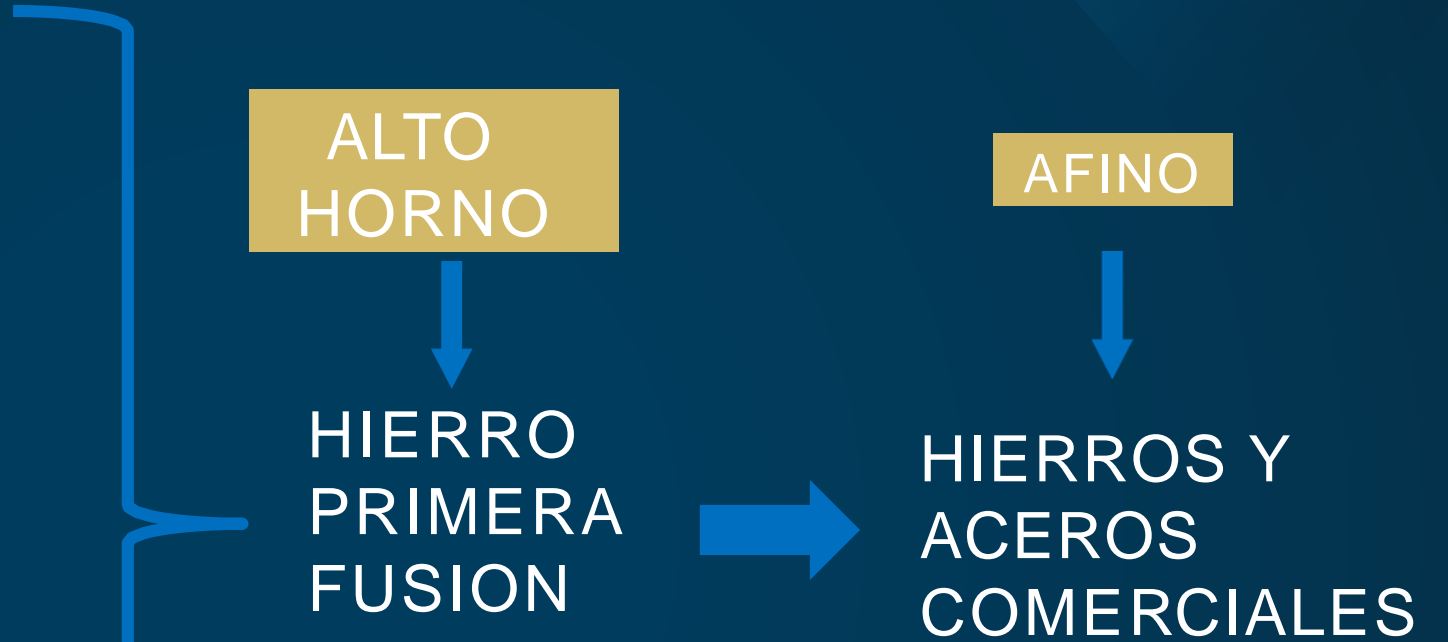 ALTO
HORNO
AFINO
HIERRO
PRIMERA
FUSION
HIERROS Y
ACEROS
COMERCIALES